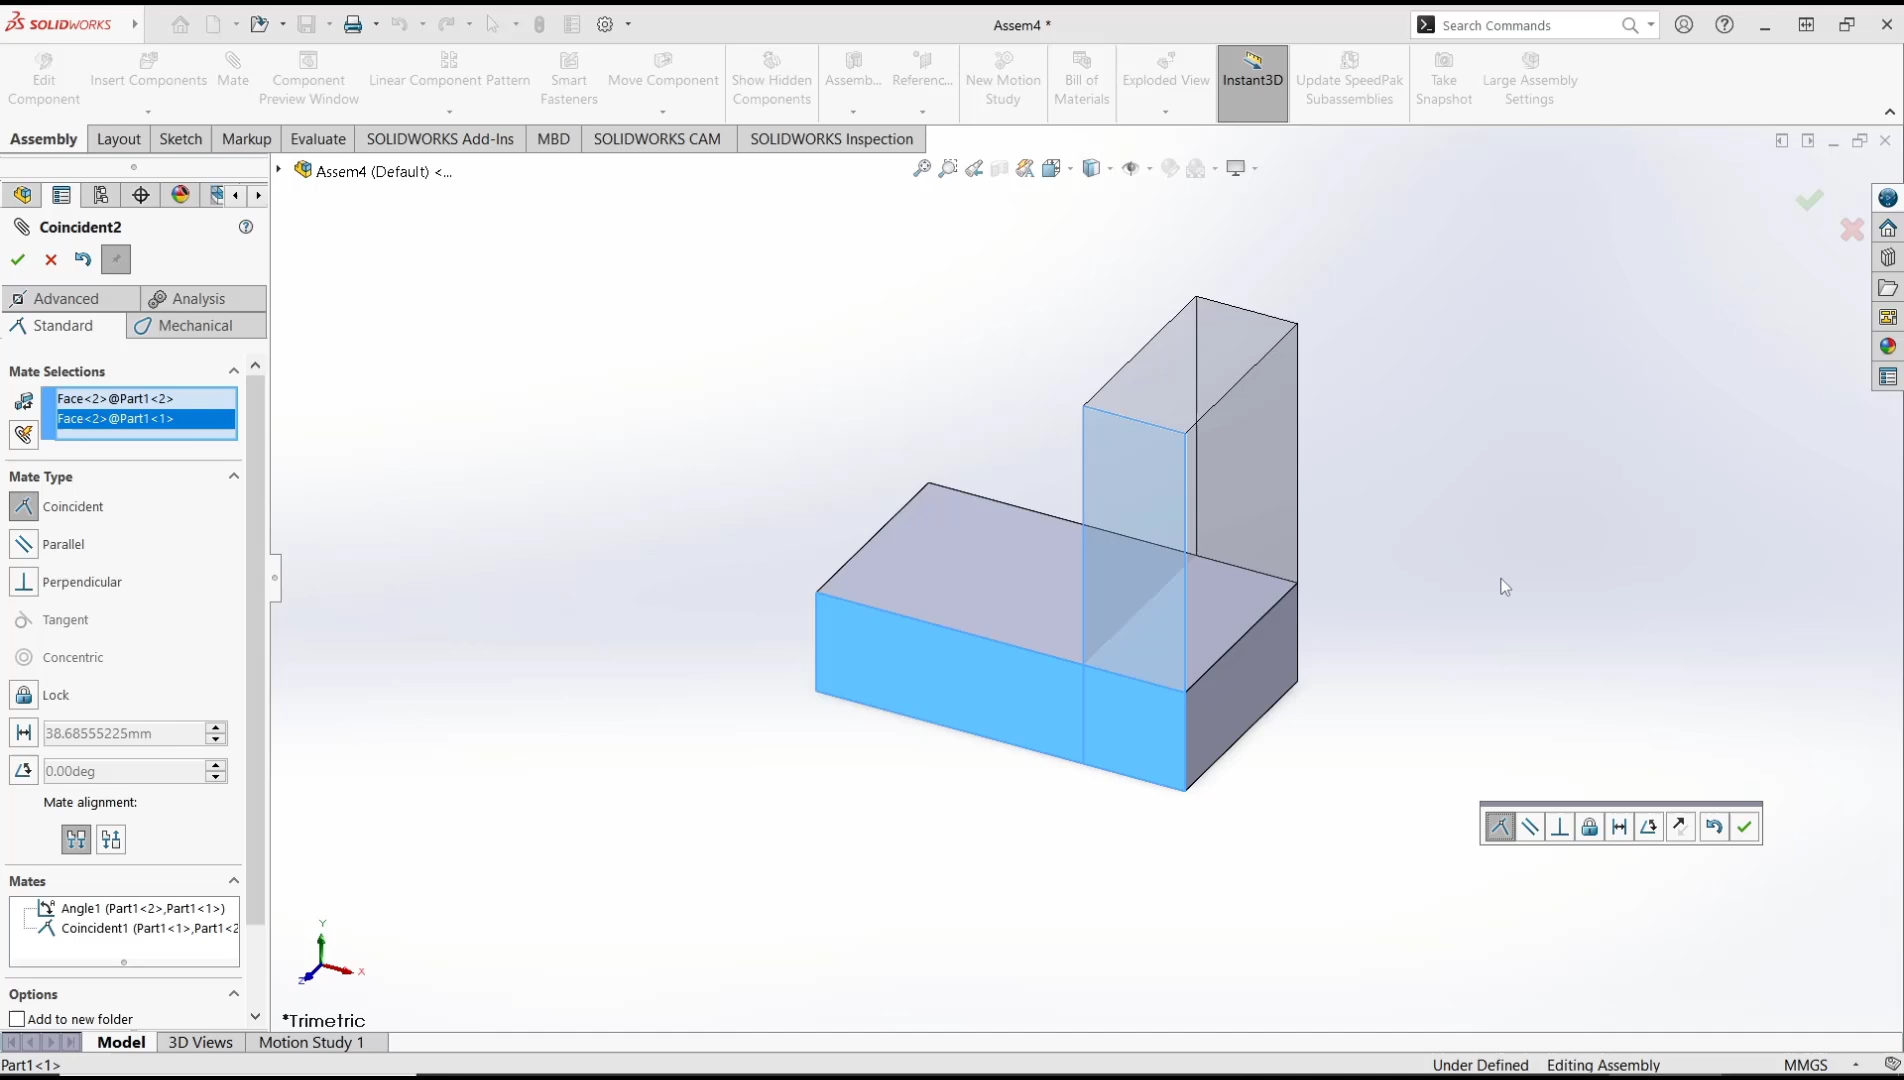 SOLIDWORKS
Assem4 *
Search Commands
Edit Component
Insert Components
Mate
Component Preview Window
Linear Component Pattern
Smart Fasteners
Move Component
Show Hidden Components
Assemb...
Referenc...
New Motion Study
Bill of Materials
Exploded View
Instant3D
Update SpeedPak Subassemblies
Take Snapshot
Large Assembly Settings
Assembly
Layout
Sketch
Markup
Evaluate
SOLIDWORKS Add-Ins
MBD
SOLIDWORKS CAM
SOLIDWORKS Inspection
Assem4 (Default) <...
Coincident2
Advanced
Analysis
Standard
Mechanical
Mate Selections
Face<2>@Part1<2>
Face<2>@Part1<1>
Mate Type
Coincident
Parallel
Perpendicular
Tangent
Concentric
Lock
38.68555225mm
0.00deg
Mate alignment:
Mates
Angle1 (Part1<2>,Part1<1>)
Coincident1 (Part1<1>,Part1<2
Options
Add to new folder
Y
X
Z
*Trimetric
Model
3D Views
Motion Study 1
Part1<1>
Under Defined
Editing Assembly
MMGS